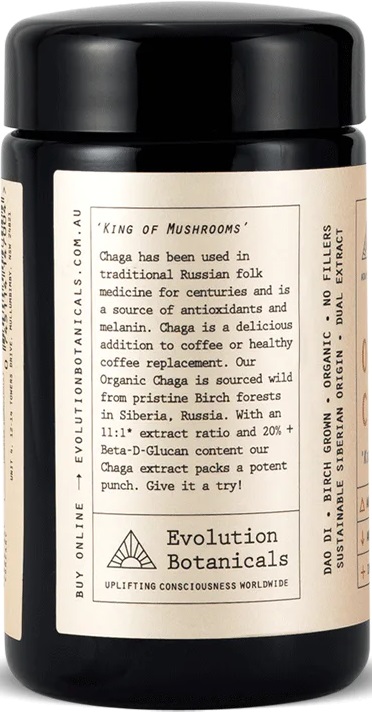 'KING OF MUSHROOMS'
Chaga has been used in
traditional Russian folk
medicine for centuries and is
a source of antioxidants and
melanin. Chaga is a delicious
addition to coffee or healthy
coffee replacement. Our
Organic Chaga is sourced wild
from pristine Birch forests
in Siberia, Russia. With an
11:1* extract ratio and 20% +
Beta-D-Glucan content our
Chaga extract packs a potent
punch. Give it a try!
Evolution
Botanicals
UPLIFTING CONSCIOUSNESS WORLDWIDE
BUY ONLINE → EVOLUTIONBOTANICALS.COM.AU
DAO DI • BIRCH GROWN • ORGANIC • NO FILLERS
SUSTAINABLE SIBERIAN ORIGIN • DUAL EXTRACT